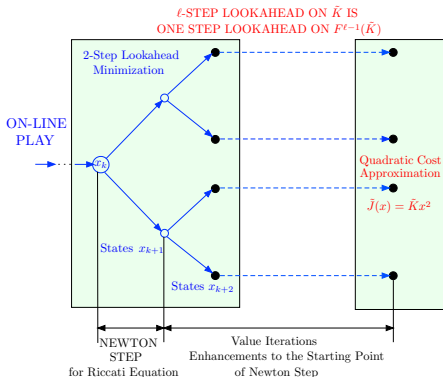 ℓ-STEP LOOKAHEAD ON K̃ IS
ONE STEP LOOKAHEAD ON F^{ℓ−1}(K̃)
2-Step Lookahead
Minimization
ON-LINE
PLAY
x_k
Quadratic Cost
Approximation
J̃(x) = K̃x²
States x_{k+1}
States x_{k+2}
NEWTON
STEP
for Riccati Equation
Value Iterations
Enhancements to the Starting Point
of Newton Step